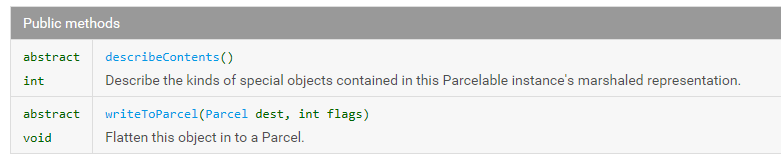 Public methods
abstract describeContents()
int Describe the kinds of special objects contained in this Parcelable instance's marshaled representation.
abstract writeToParcel(Parcel dest, int flags)
void Flatten this object in to a Parcel.